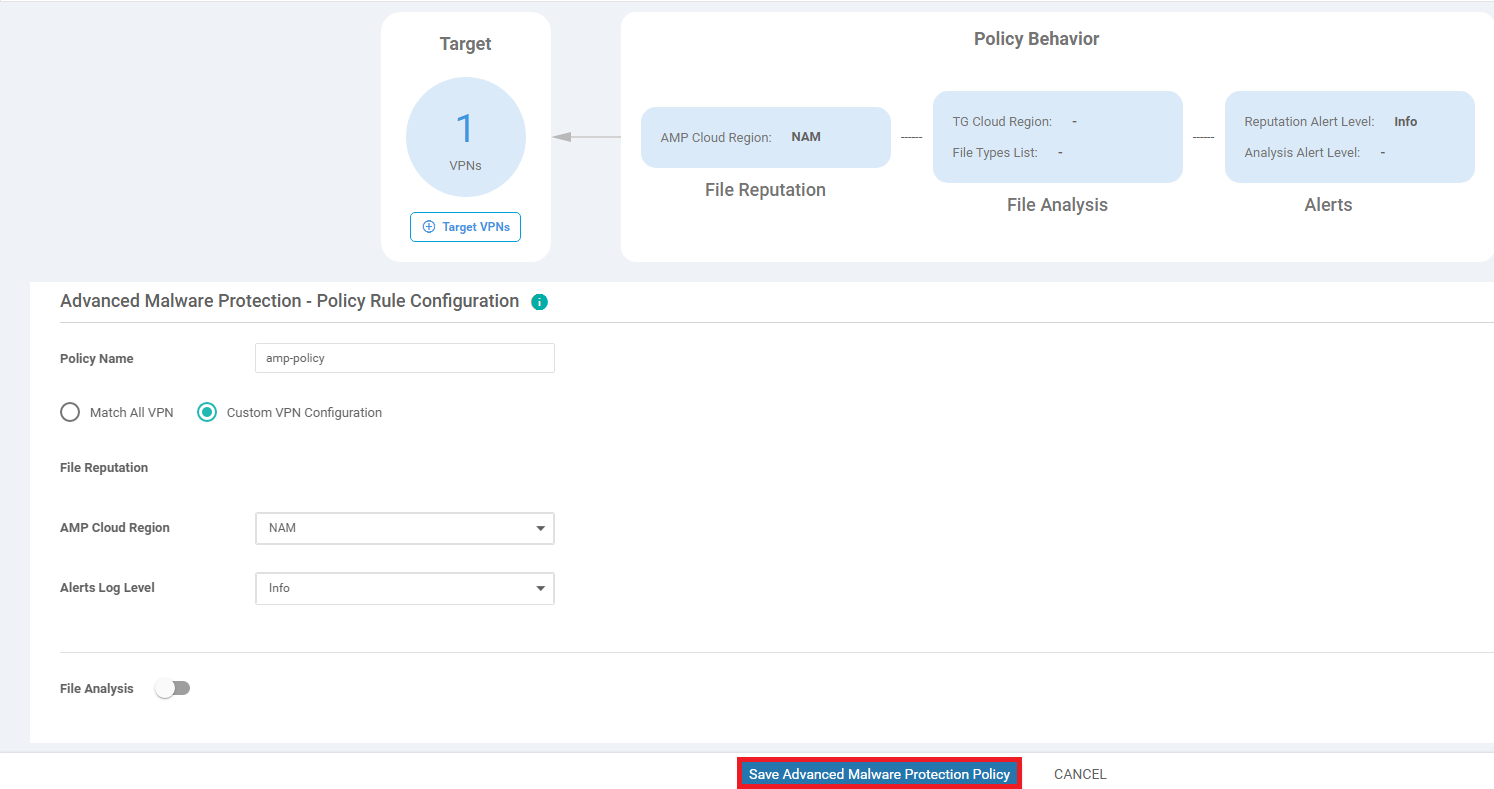 Target
1
VPNs
Target VPNs
Policy Behavior
AMP Cloud Region: NAM
File Reputation
TG Cloud Region: -
File Types List: -
File Analysis
Reputation Alert Level: Info
Analysis Alert Level: -
Alerts
Advanced Malware Protection - Policy Rule Configuration i
Policy Name amp-policy
Match All VPN Custom VPN Configuration
File Reputation
AMP Cloud Region NAM
Alerts Log Level Info
File Analysis
Save Advanced Malware Protection Policy CANCEL